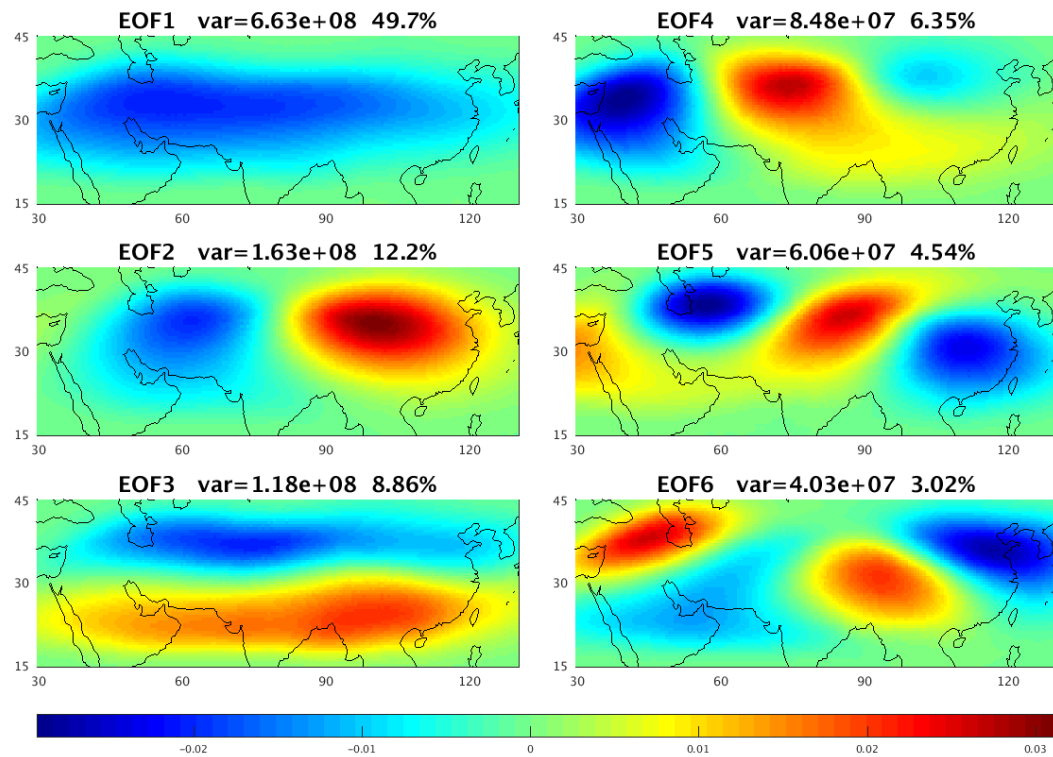 EOF1 var=6.63e+08 49.7%
45
30
15
30 60 90 120
EOF4 var=8.48e+07 6.35%
45
30
15
30 60 90 120
EOF2 var=1.63e+08 12.2%
45
30
15
30 60 90 120
EOF5 var=6.06e+07 4.54%
45
30
15
30 60 90 120
EOF3 var=1.18e+08 8.86%
45
30
15
30 60 90 120
EOF6 var=4.03e+07 3.02%
45
30
15
30 60 90 120
−0.02 −0.01 0 0.01 0.02 0.03